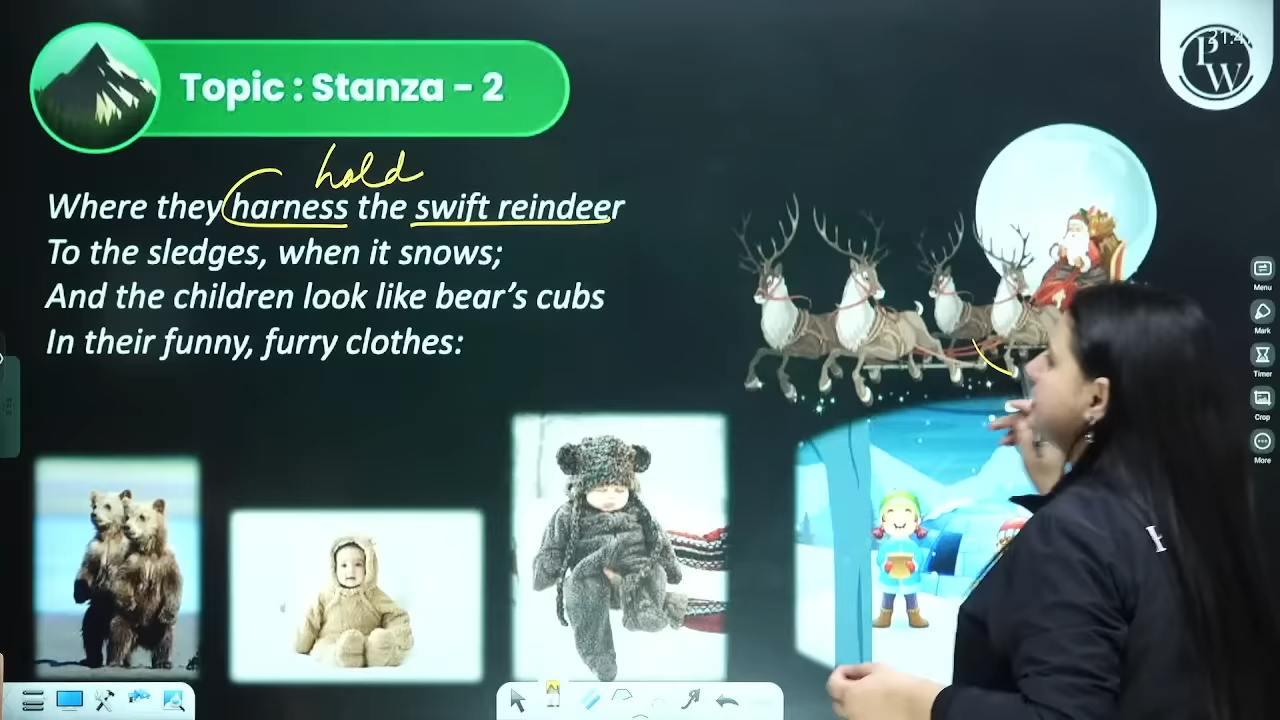 Topic : Stanza - 2
hold
Where they harness the swift reindeer
To the sledges, when it snows;
And the children look like bear's cubs
In their funny, furry clothes:
PW
Menu
Mark
Timer
Crop
More